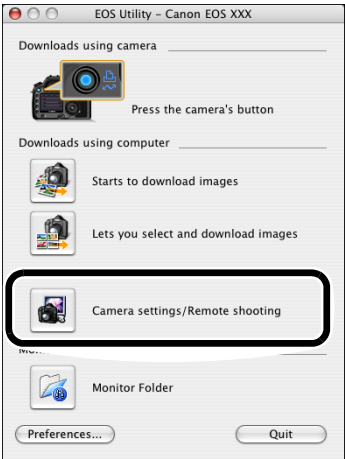 EOS Utility – Canon EOS XXX
Downloads using camera
Press the camera's button
Downloads using computer
Starts to download images
Lets you select and download images
Camera settings/Remote shooting
Monitor Folder
Preferences...
Quit